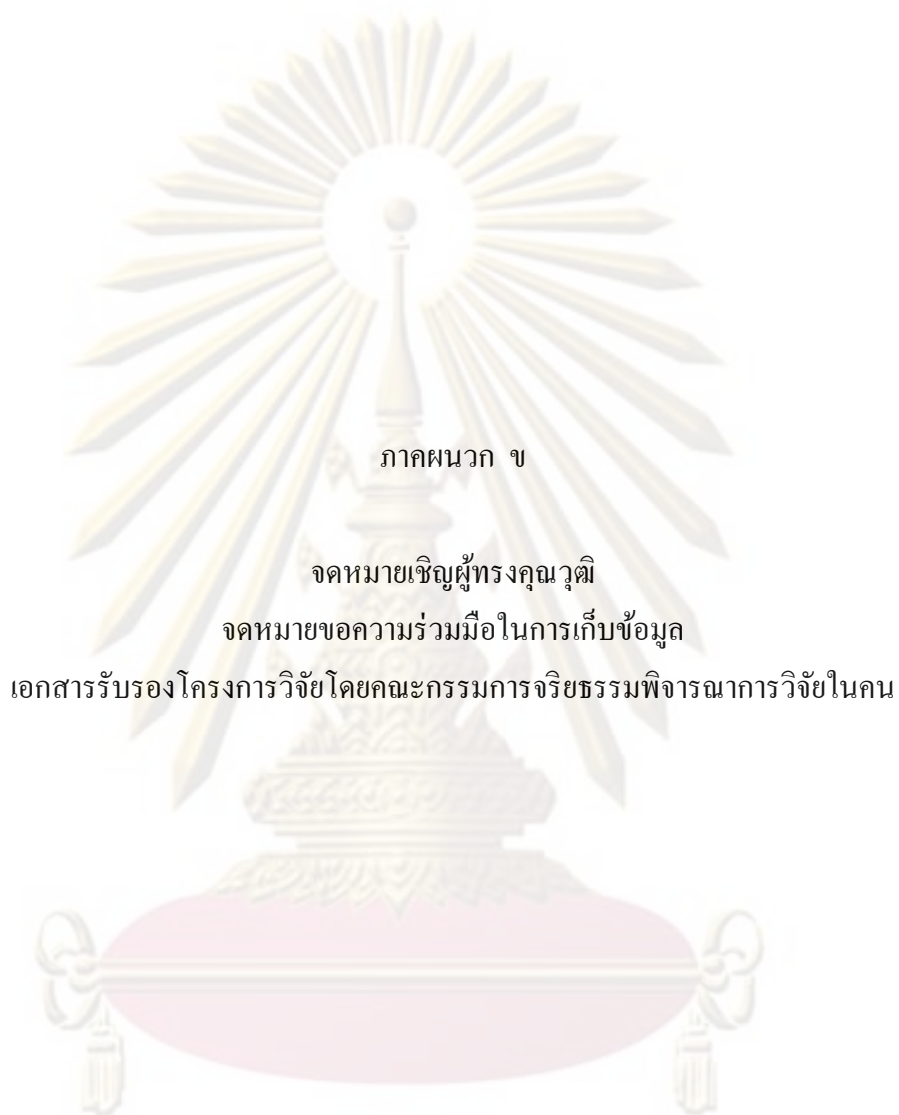 ภาคผนวก ข
จดหมายเชิญผู้ทรงคุณวุฒิ
จดหมายขอความร่วมมือในการเก็บข้อมูล
เอกสารรับรองโครงการวิจัยโดยคณะกรรมการจริยธรรมพิจารณาการวิจัยในคน